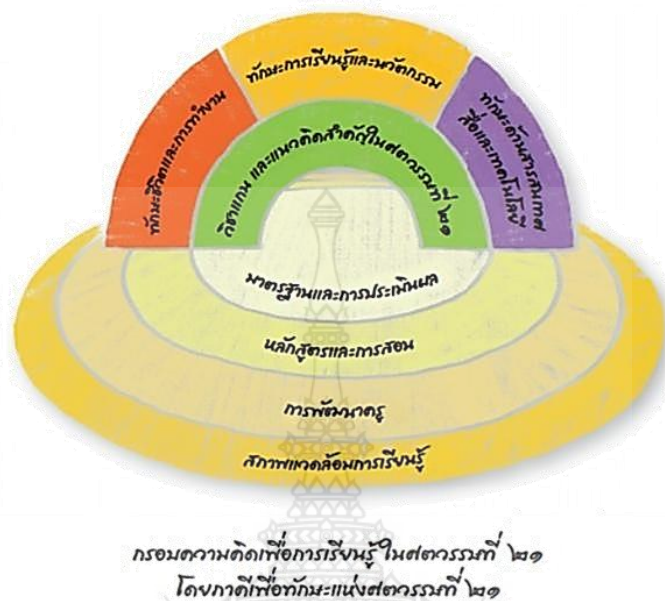 ทักษะการเรียนรู้และนวัตกรรม
ทักษะชีวิตและการทำงาน
ทักษะด้านสารสนเทศ
สื่อและเทคโนโลยี
วิชาแกน และแนวคิดสำคัญในศตวรรษที่ ๒๑
มาตรฐานและการประเมินผล
หลักสูตรและการสอน
การพัฒนาครู
สภาพแวดล้อมการเรียนรู้
กรอบความคิดเพื่อการเรียนรู้ในศตวรรษที่ ๒๑
โดยภาคีเพื่อทักษะแห่งศตวรรษที่ ๒๑